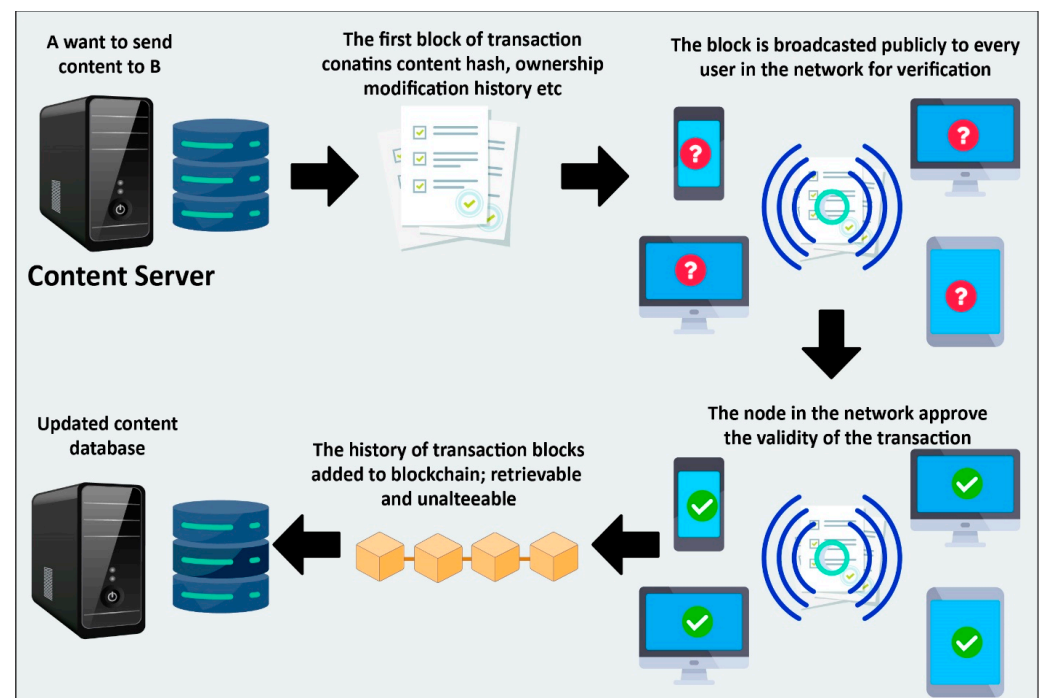 A want to send
content to B
Content Server
The first block of transaction
conatins content hash, ownership
modification history etc
The block is broadcasted publicly to every
user in the network for verification
?
?
?
?
The node in the network approve
the validity of the transaction
The history of transaction blocks
added to blockchain; retrievable
and unalteeable
Updated content
database